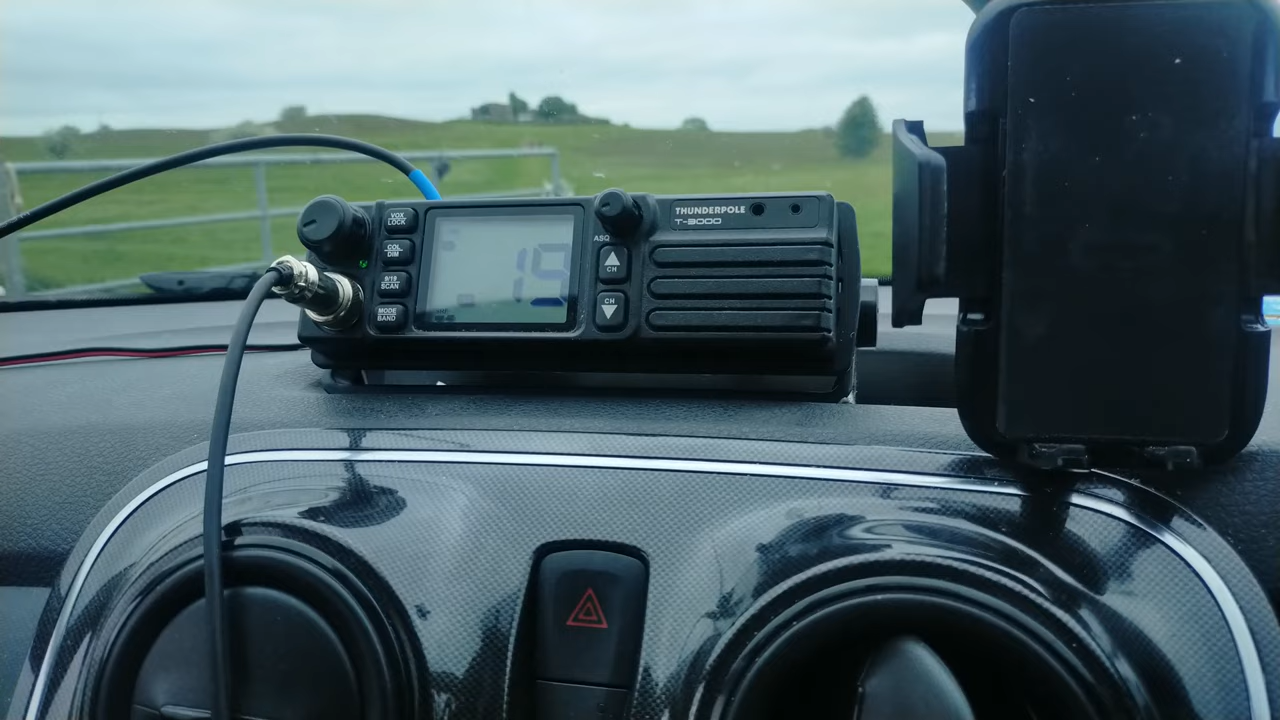 VOX
LOCK
COL
DIM
9/19
SCAN
MODE
BAND
19
ASQ
CH
CH
THUNDERPOLE
T-3000